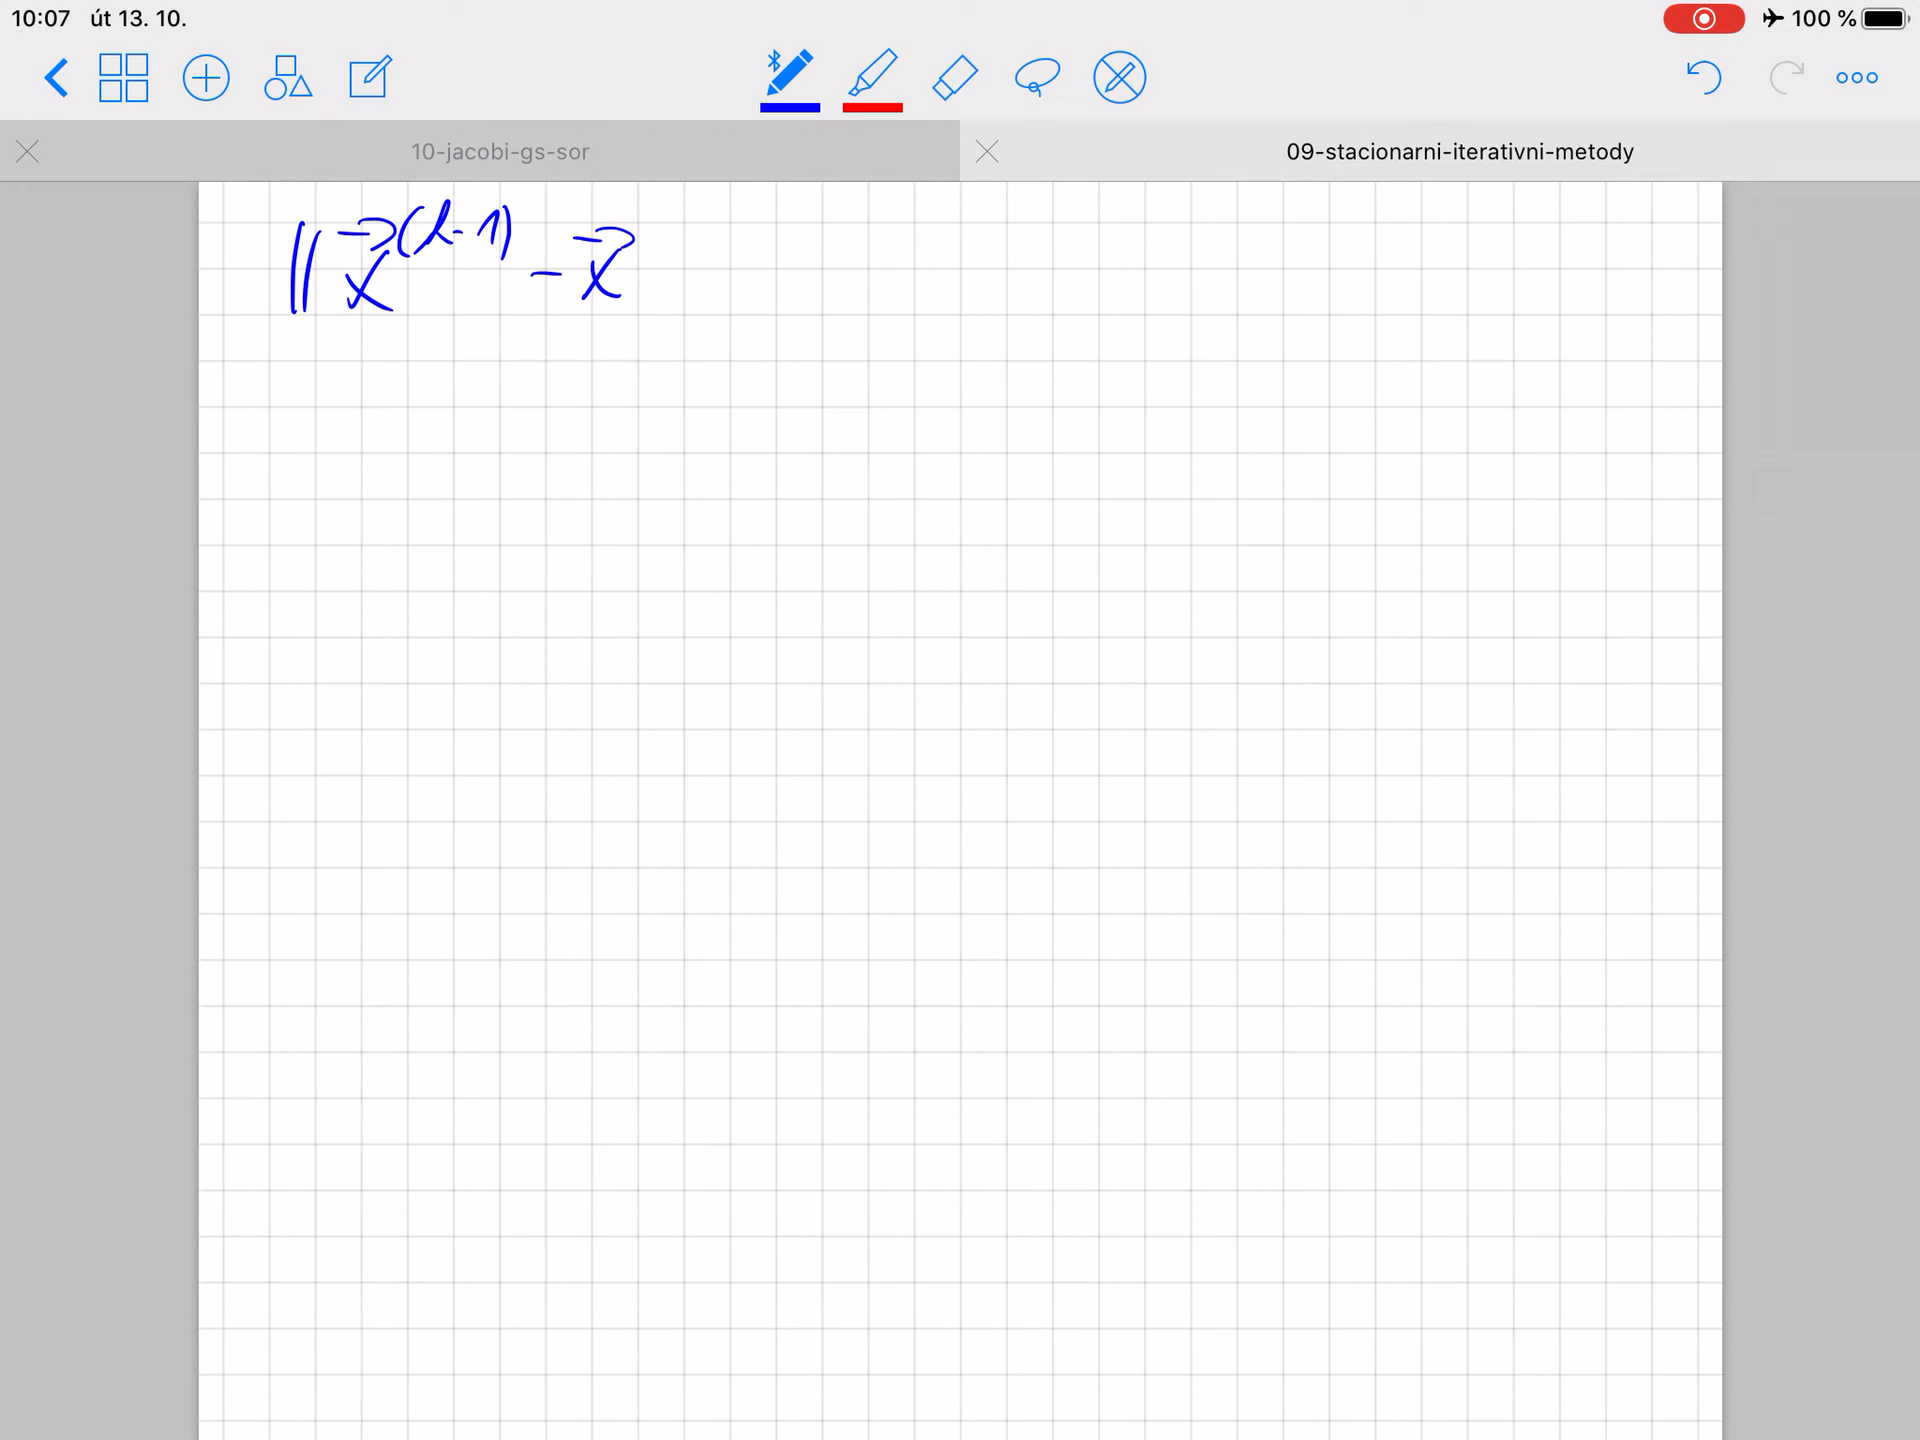 10:07 út 13. 10. 100 %
10-jacobi-gs-sor
09-stacionarni-iterativni-metody
‖ x⃗^(k-1) - x⃗